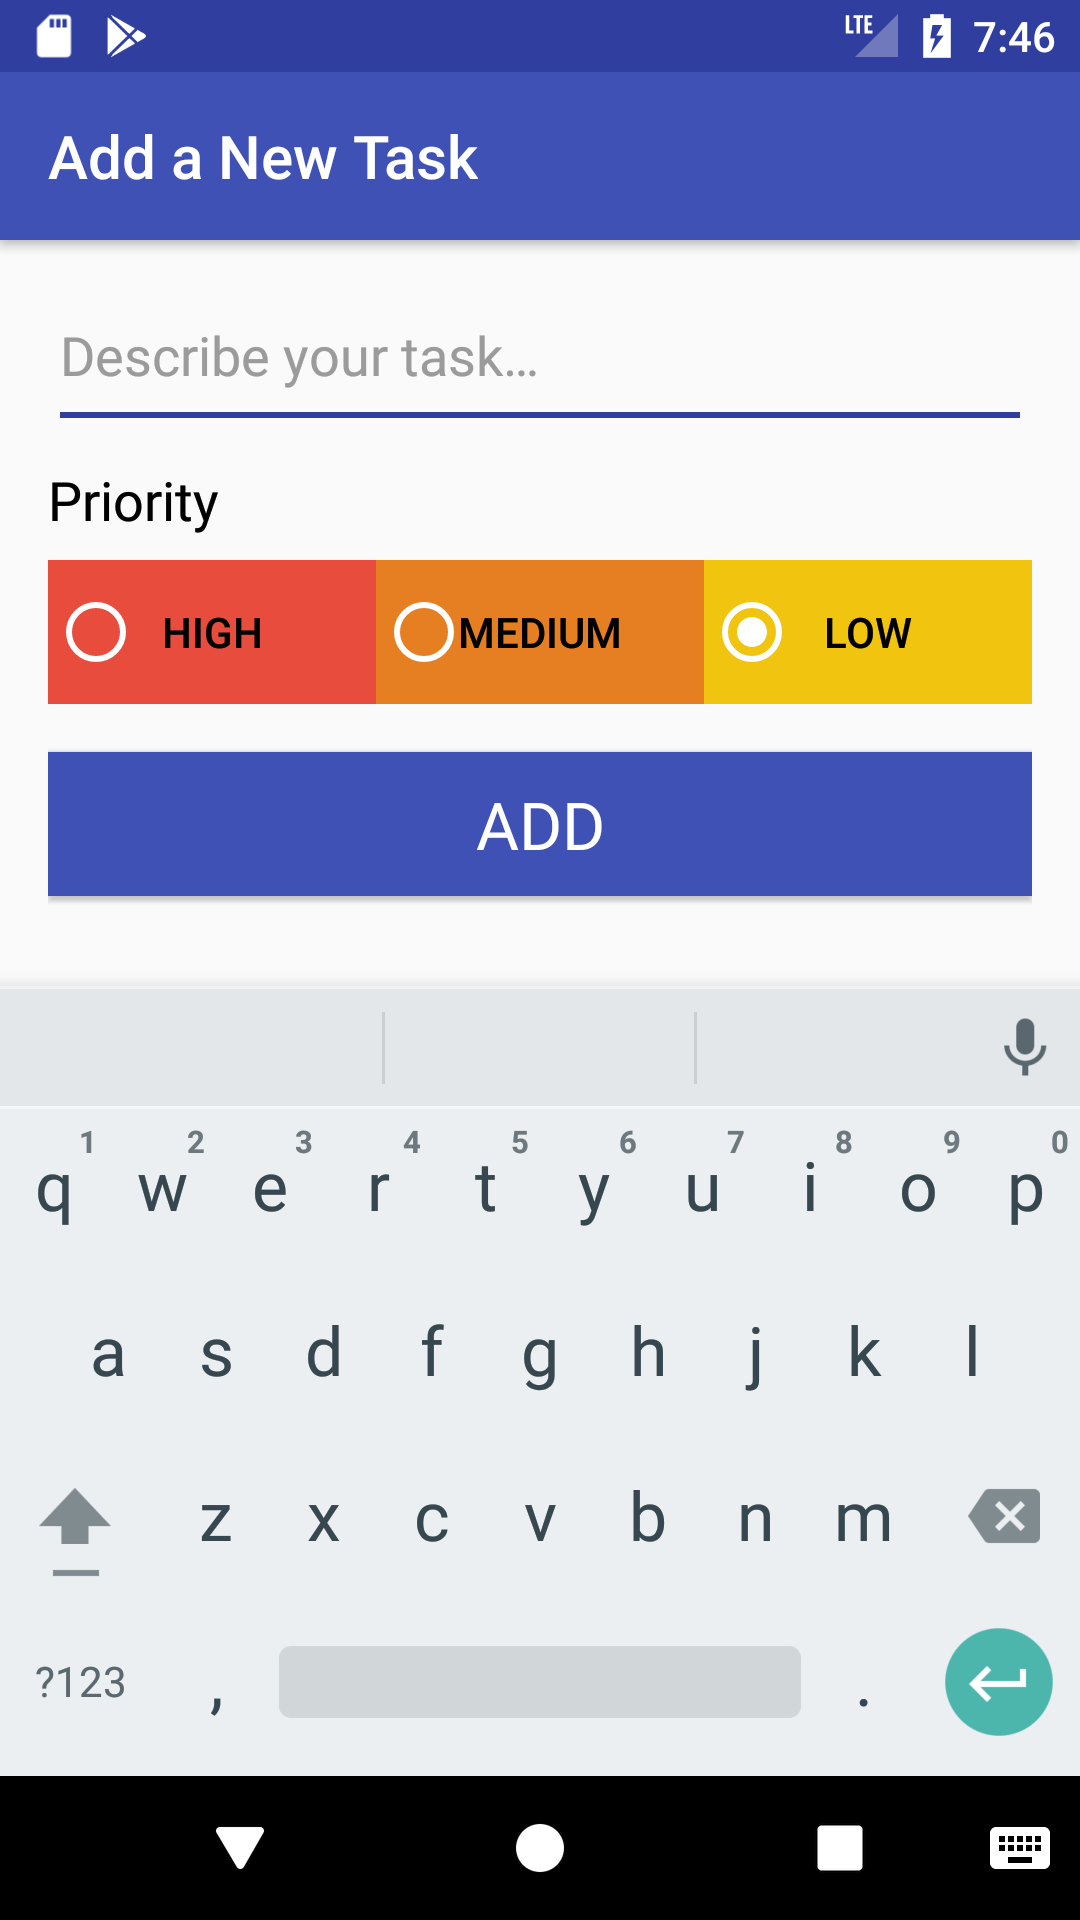 LTE 7:46
Add a New Task
Describe your task...
Priority
HIGH MEDIUM LOW
ADD
1 2 3 4 5 6 7 8 9 0
q w e r t y u i o p
a s d f g h j k l
z x c v b n m
?123 , .